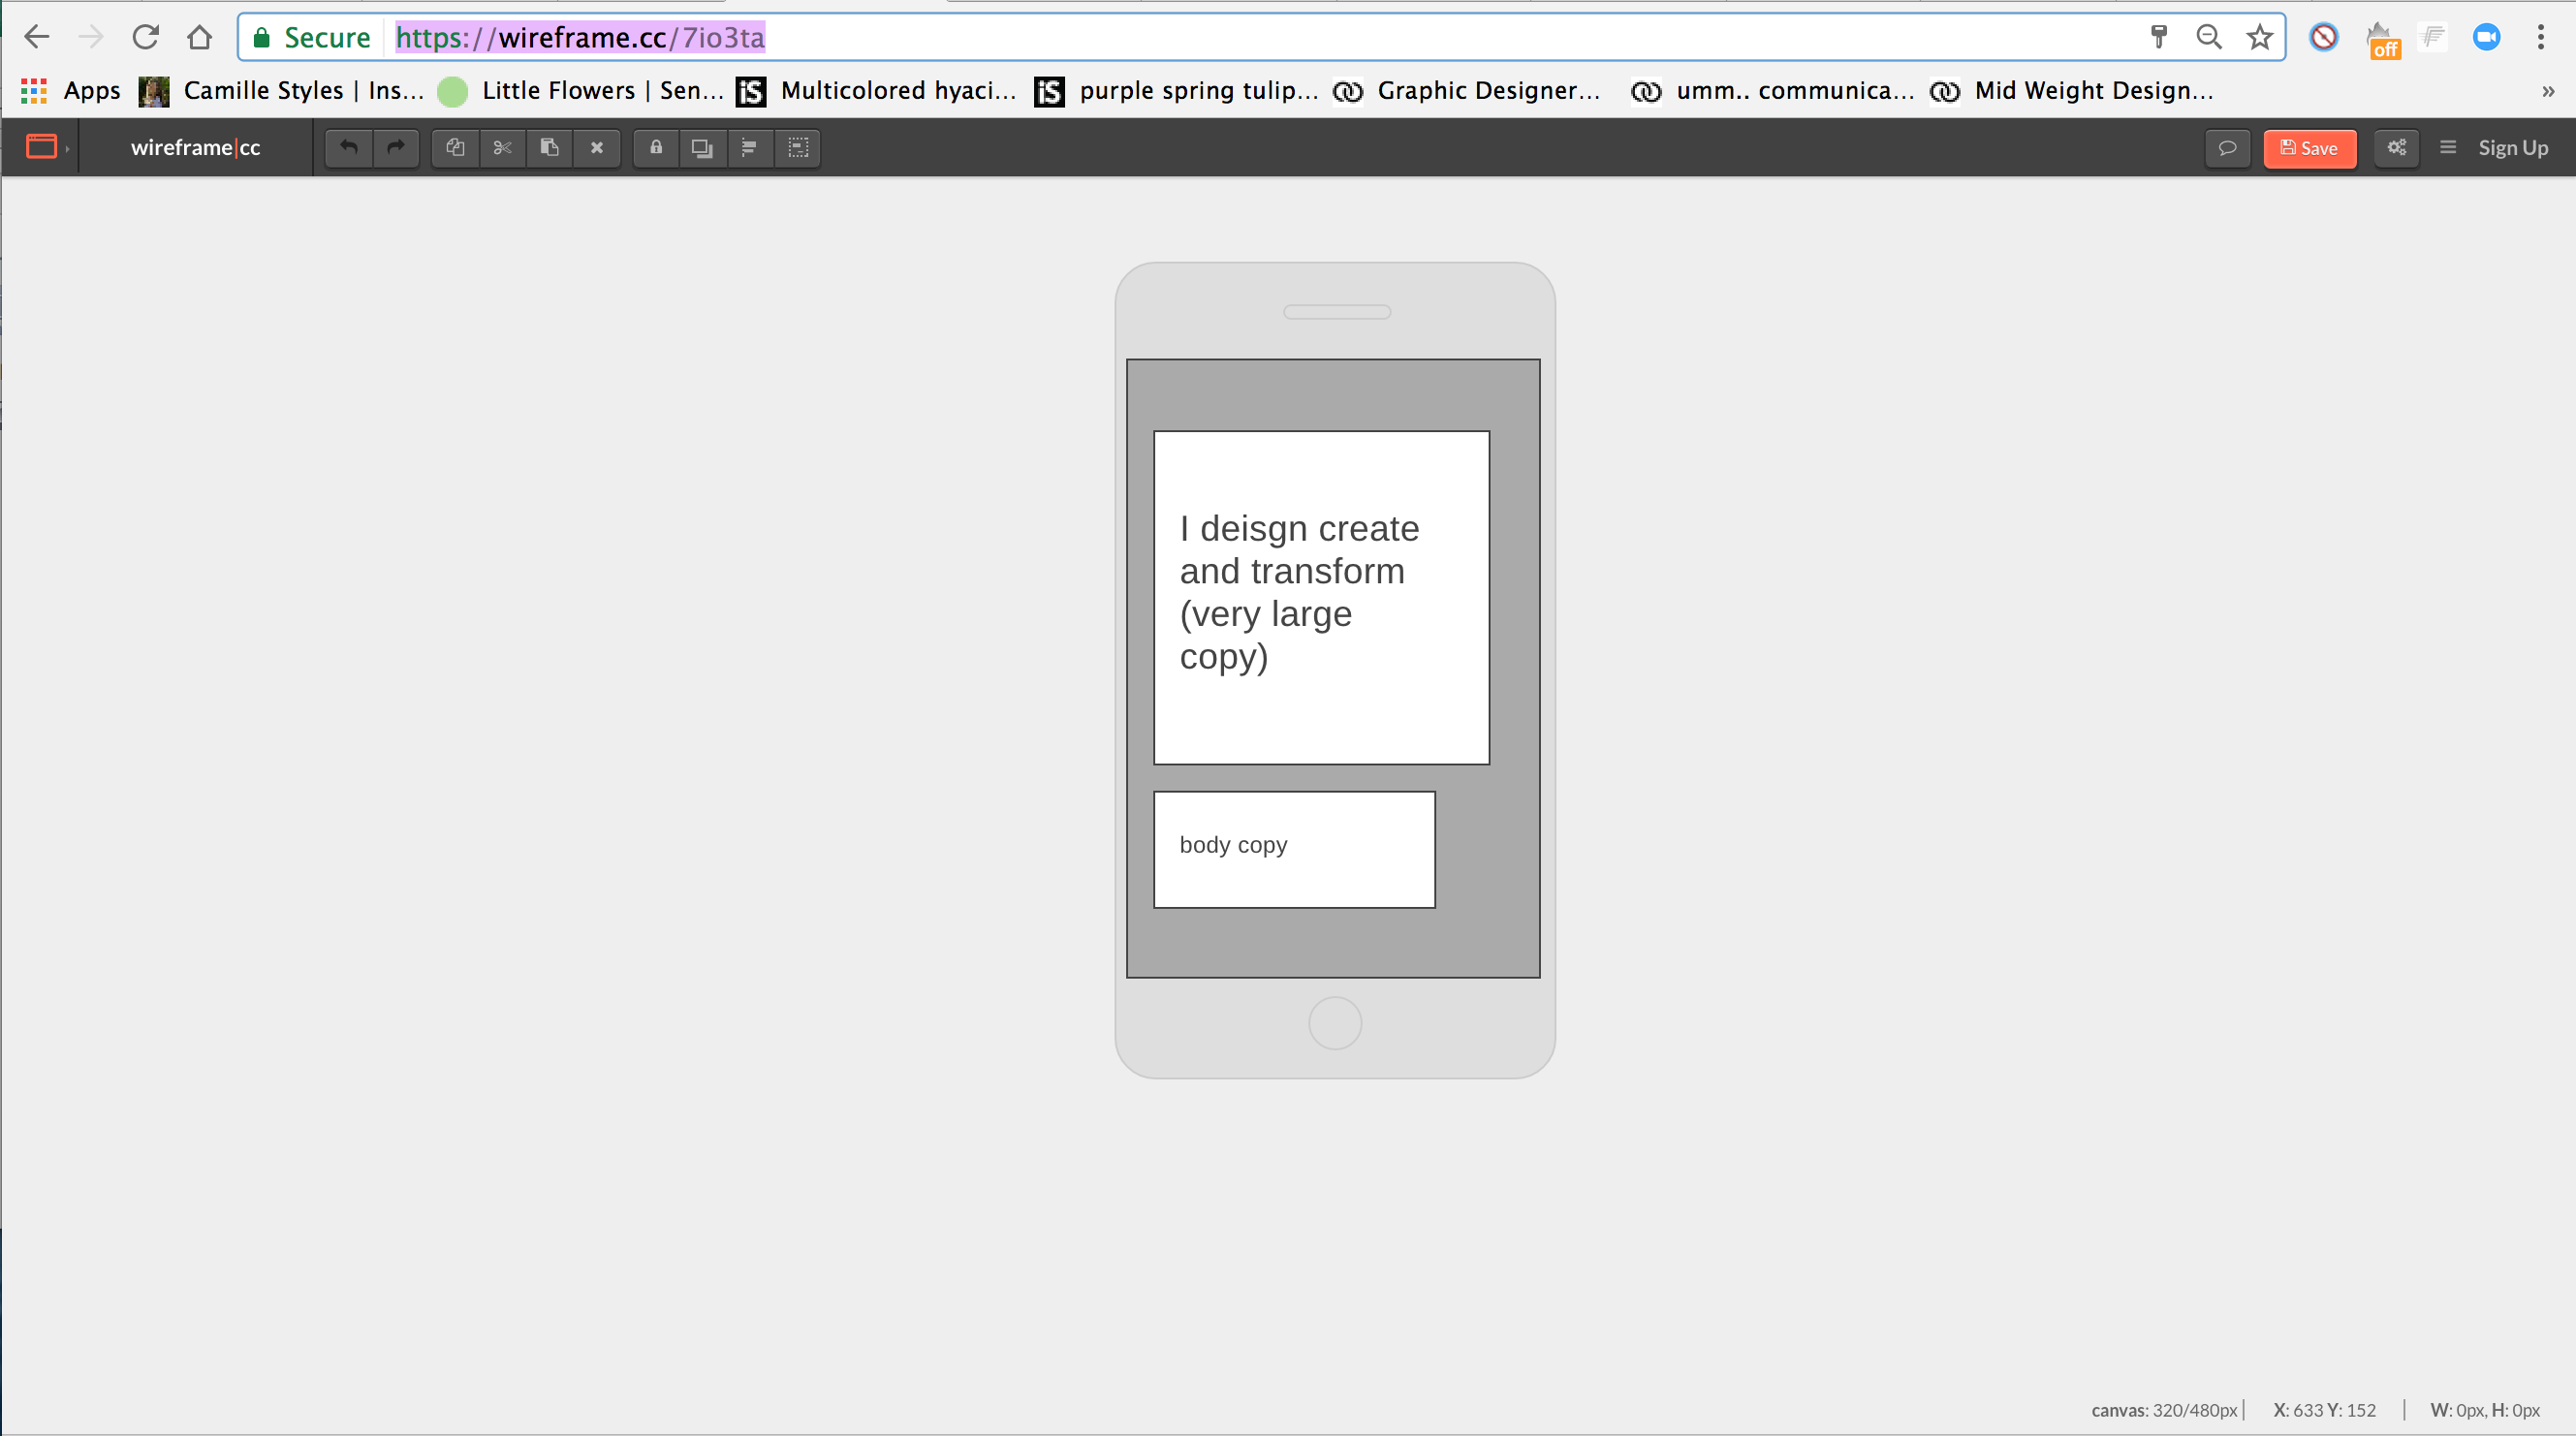 Secure https://wireframe.cc/7io3ta
off
Apps Camille Styles | Ins... Little Flowers | Sen... iS Multicolored hyaci... iS purple spring tulip... Graphic Designer... umm.. communica... Mid Weight Design... »
wireframe|cc Save Sign Up
I deisgn create
and transform
(very large
copy)
body copy
canvas: 320/480px | X: 633 Y: 152 | W: 0px, H: 0px